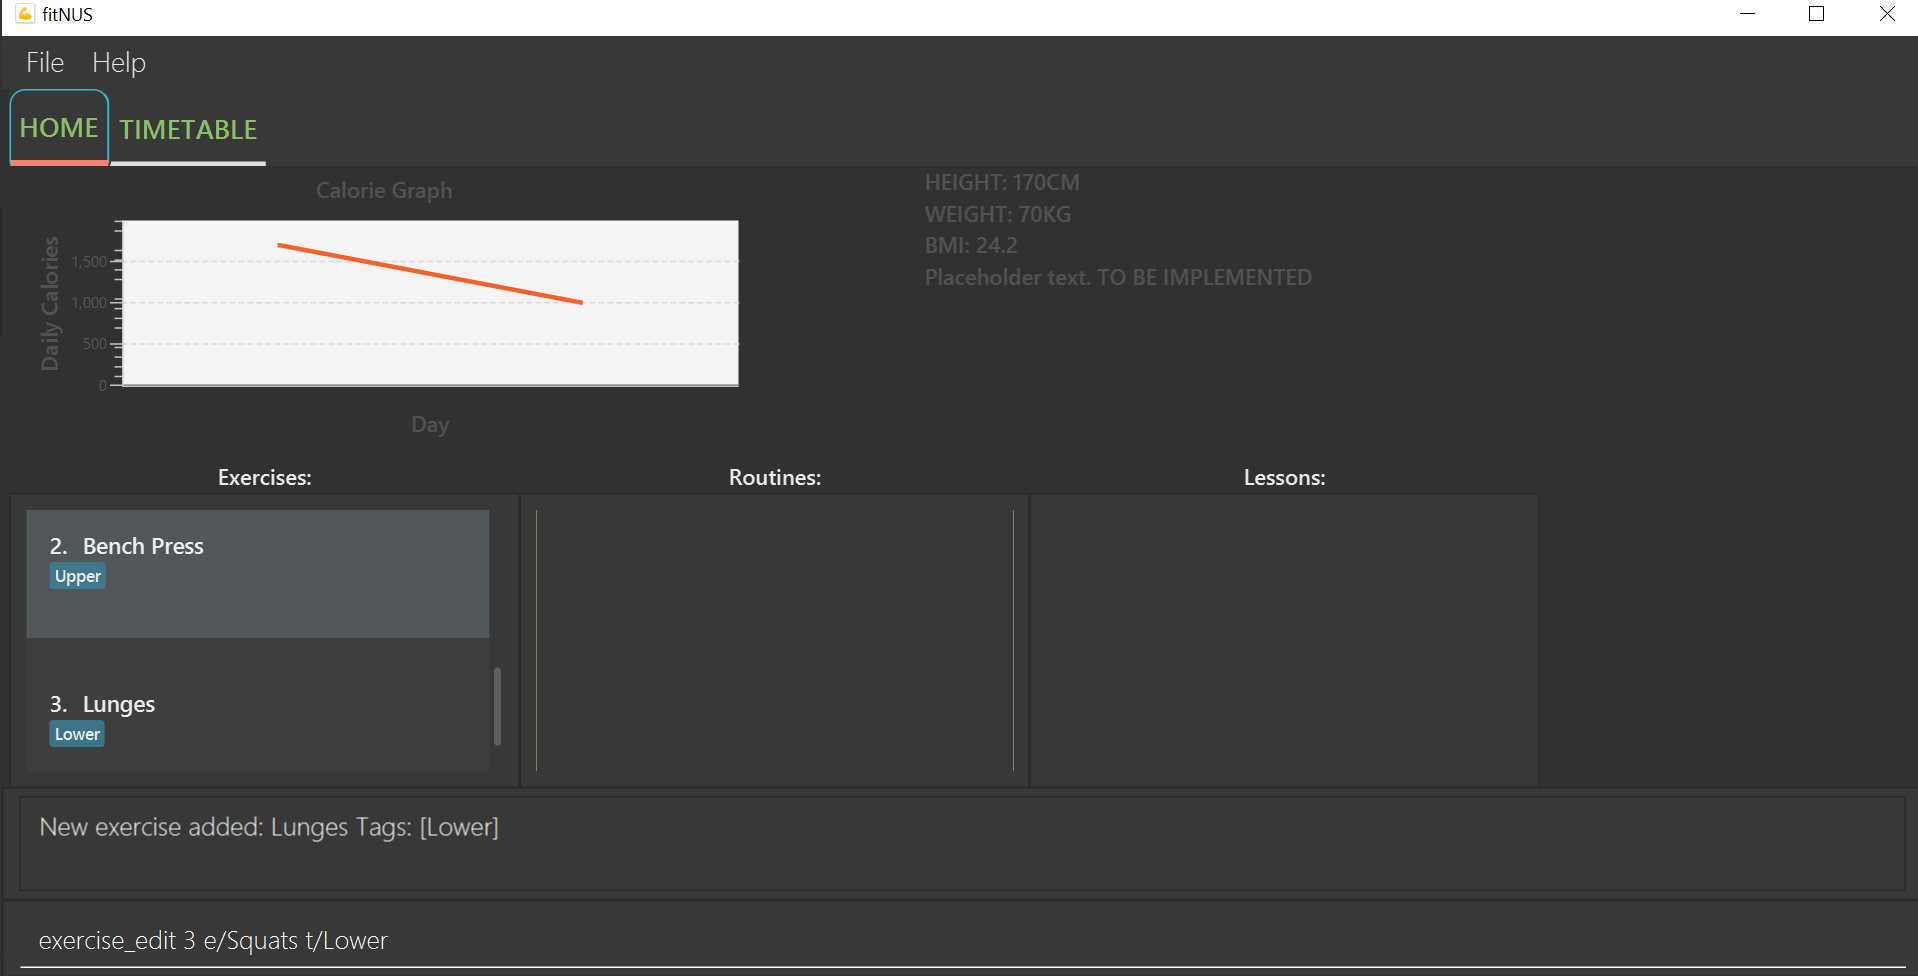 fitNUS
File Help
HOME TIMETABLE
Calorie Graph
Daily Calories
1,500
1,000
500
0
Day
HEIGHT: 170CM
WEIGHT: 70KG
BMI: 24.2
Placeholder text. TO BE IMPLEMENTED
Exercises:
2. Bench Press
Upper
3. Lunges
Lower
Routines:
Lessons:
New exercise added: Lunges Tags: [Lower]
exercise_edit 3 e/Squats t/Lower